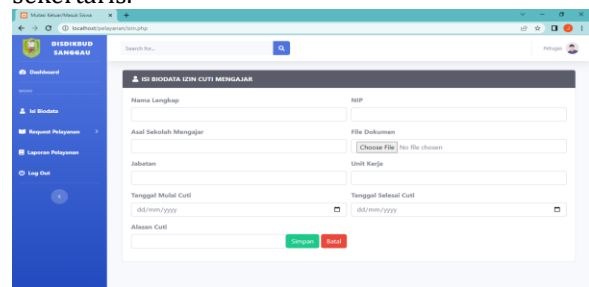 sekertaris.
Mutasi Keluar/Masuk Siswa
localhost/pelayanan/izin.php
DISDIKBUD
SANGGAU
Search for...
Petugas
Dashboard
ISI BIODATA IZIN CUTI MENGAJAR
Isi Biodata
Request Pelayanan
Laporan Pelayanan
Log Out
Nama Lengkap
NIP
Asal Sekolah Mengajar
File Dokumen
Choose File No file chosen
Jabatan
Unit Kerja
Tanggal Mulai Cuti
Tanggal Selesai Cuti
dd/mm/yyyy
dd/mm/yyyy
Alasan Cuti
Simpan
Batal